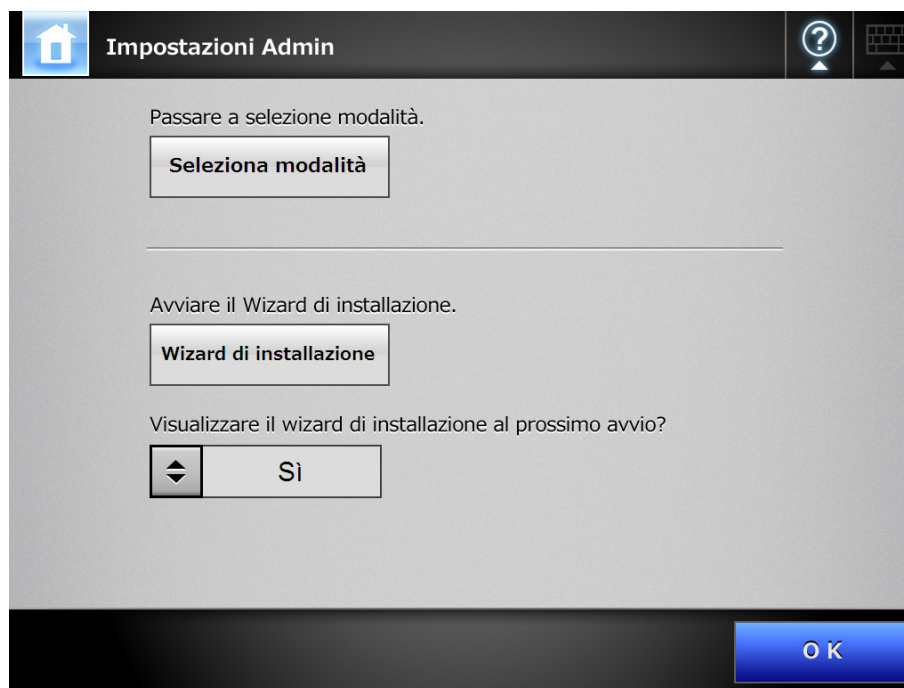 Impostazioni Admin
?
Passare a selezione modalità.
Seleziona modalità
Avviare il Wizard di installazione.
Wizard di installazione
Visualizzare il wizard di installazione al prossimo avvio?
Sì
OK